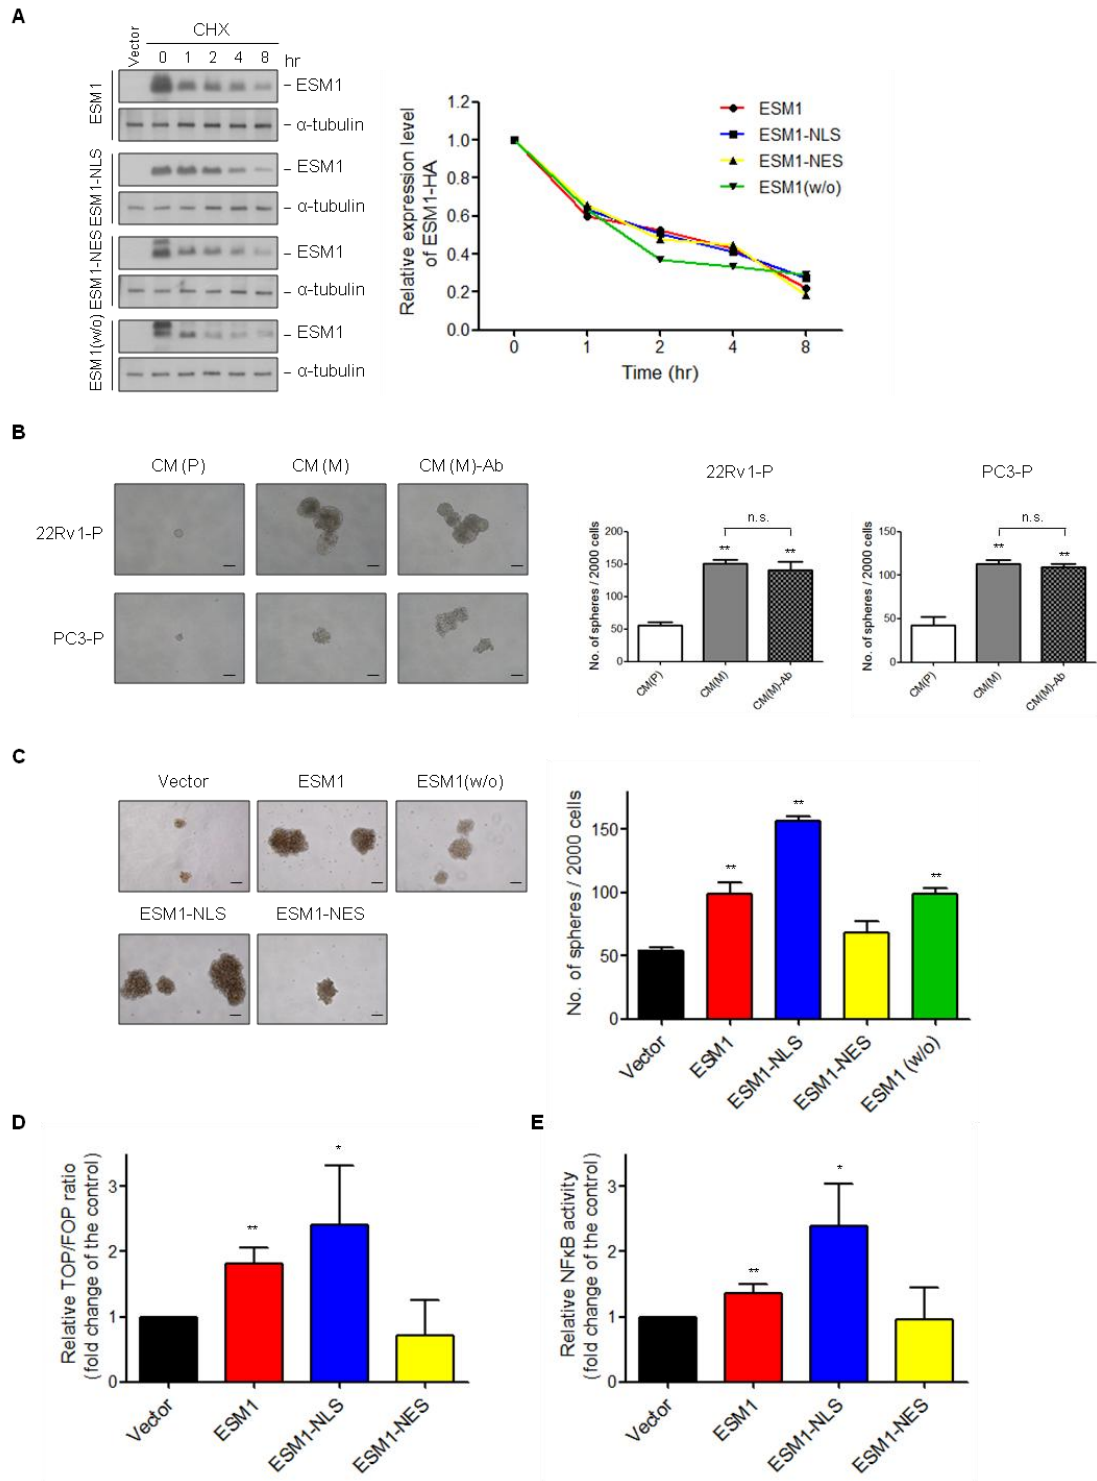 A
Vector
CHX
0 1 2 4 8 hr
ESM1
- ESM1
- α-tubulin
ESM1-NLS
- ESM1
- α-tubulin
ESM1-NES
- ESM1
- α-tubulin
ESM1(w/o)
- ESM1
- α-tubulin
Relative expression level
of ESM1-HA
1.2
1.0
0.8
0.6
0.4
0.2
0.0
0 1 2 4 8
Time (hr)
ESM1
ESM1-NLS
ESM1-NES
ESM1(w/o)
B
CM (P) CM (M) CM (M)-Ab
22Rv1-P
PC3-P
22Rv1-P
No. of spheres / 2000 cells
200
150
100
50
0
n.s.
** **
CM(P) CM(M) CM(M)-Ab
PC3-P
No. of spheres / 2000 cells
150
100
50
0
n.s.
** **
CM(P) CM(M) CM(M)-Ab
C
Vector ESM1 ESM1(w/o)
ESM1-NLS ESM1-NES
No. of spheres / 2000 cells
150
100
50
0
** ** **
Vector ESM1 ESM1-NLS ESM1-NES ESM1 (w/o)
D
Relative TOP/FOP ratio
(fold change of the control)
3
2
1
0
** *
Vector ESM1 ESM1-NLS ESM1-NES
E
Relative NFκB activity
(fold change of the control)
3
2
1
0
** *
Vector ESM1 ESM1-NLS ESM1-NES